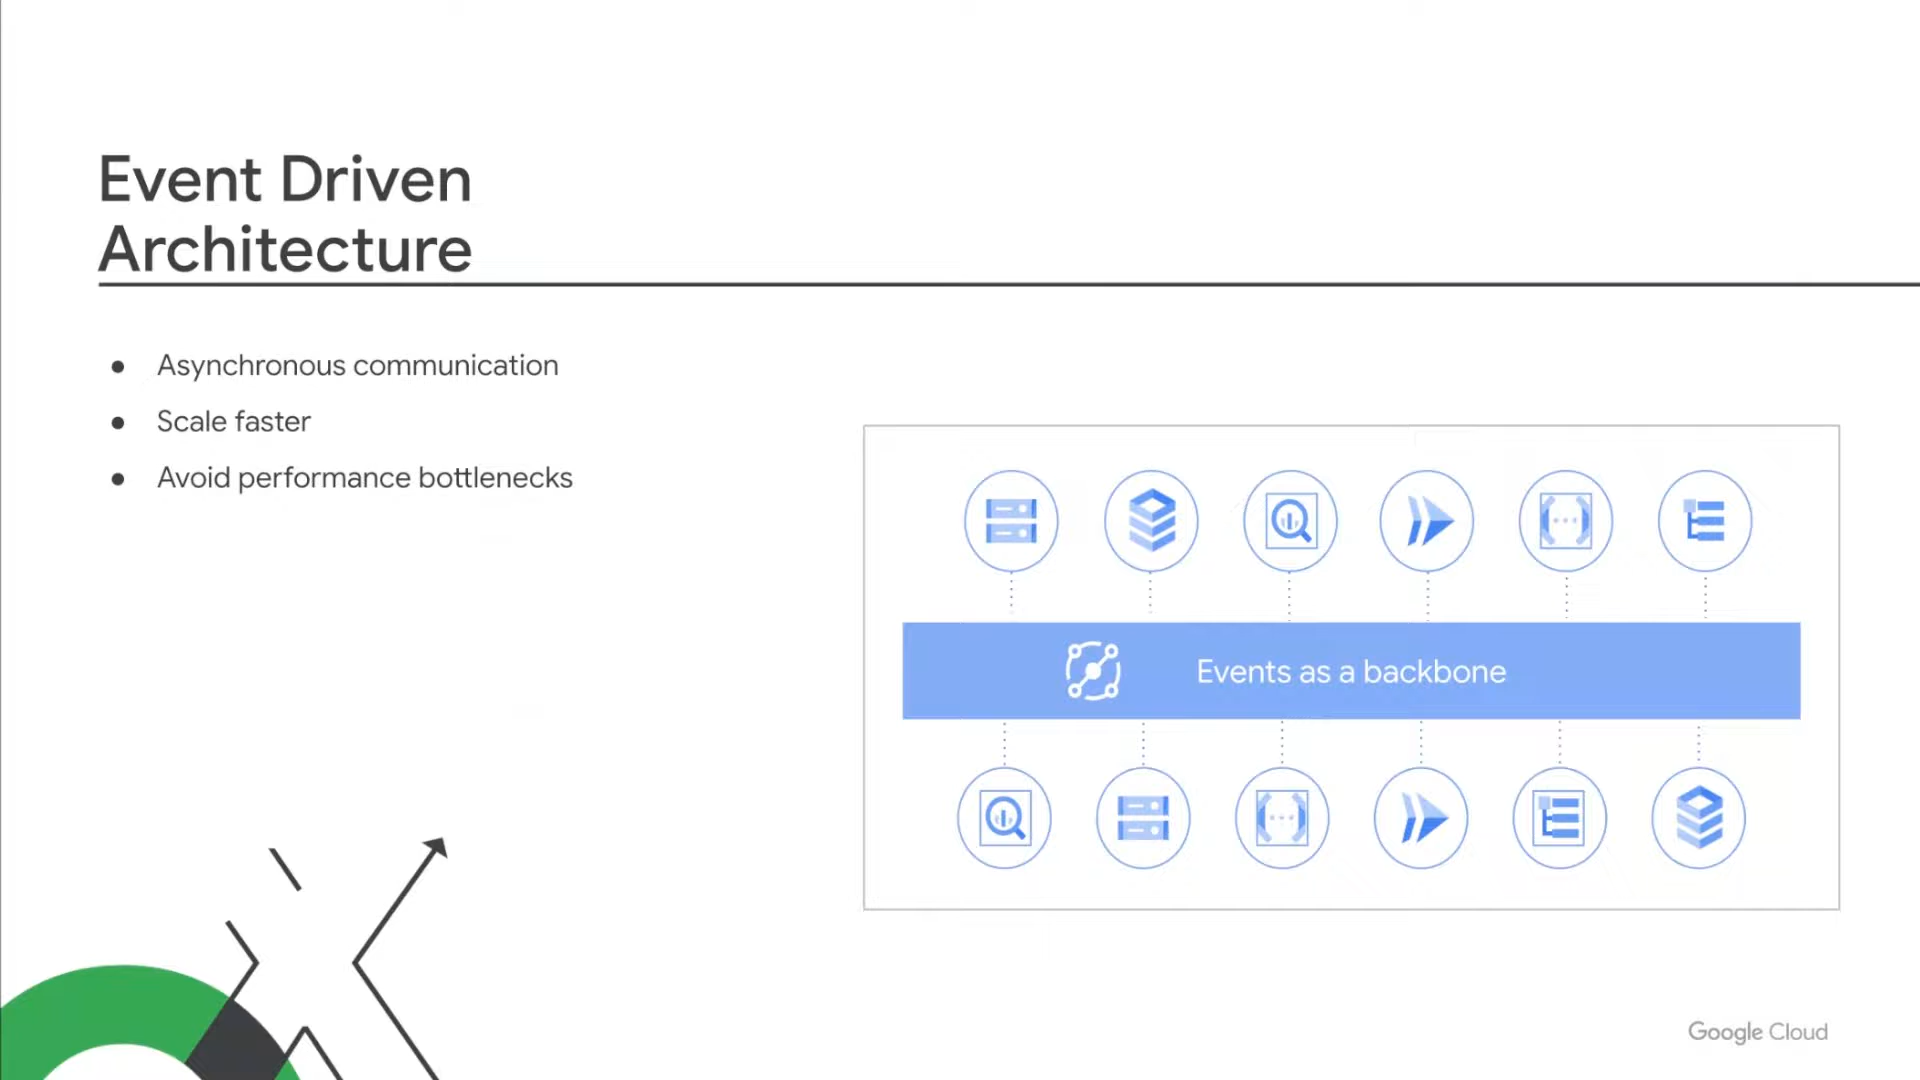 Event Driven
Architecture
● Asynchronous communication
● Scale faster
● Avoid performance bottlenecks
Events as a backbone
Google Cloud